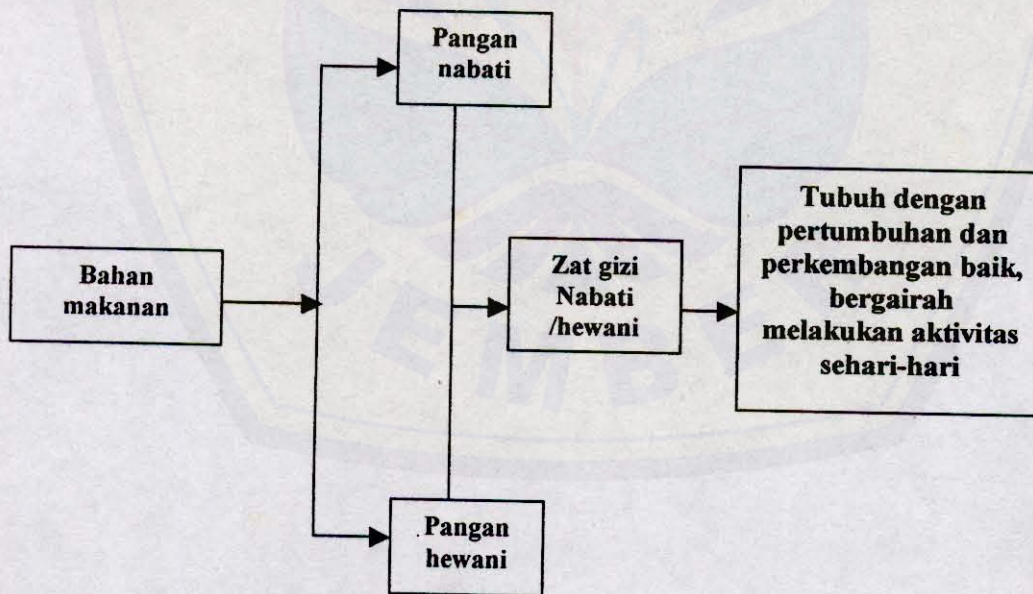 Pangan
nabati
Bahan
makanan
Zat gizi
Nabati
/hewani
Tubuh dengan
pertumbuhan dan
perkembangan baik,
bergairah
melakukan aktivitas
sehari-hari
Pangan
hewani